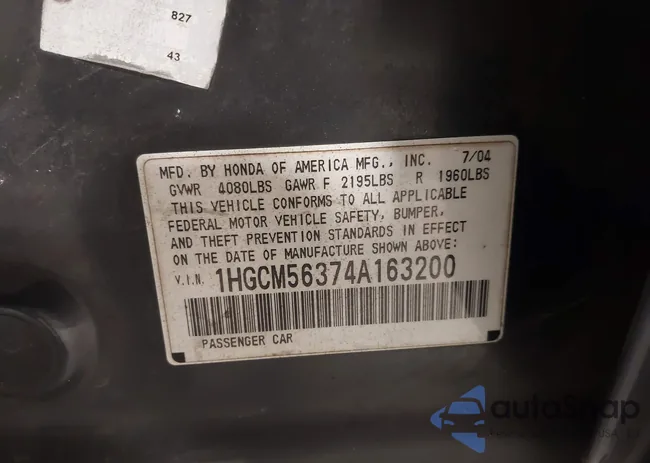 827
43
MFD. BY HONDA OF AMERICA MFG., INC. 7/04
GVWR 4080LBS GAWR F 2195LBS R 1960LBS
THIS VEHICLE CONFORMS TO ALL APPLICABLE
FEDERAL MOTOR VEHICLE SAFETY, BUMPER,
AND THEFT PREVENTION STANDARDS IN EFFECT
ON THE DATE OF MANUFACTURE SHOWN ABOVE:
V.I.N. 1HGCM56374A163200
PASSENGER CAR
autoSnap